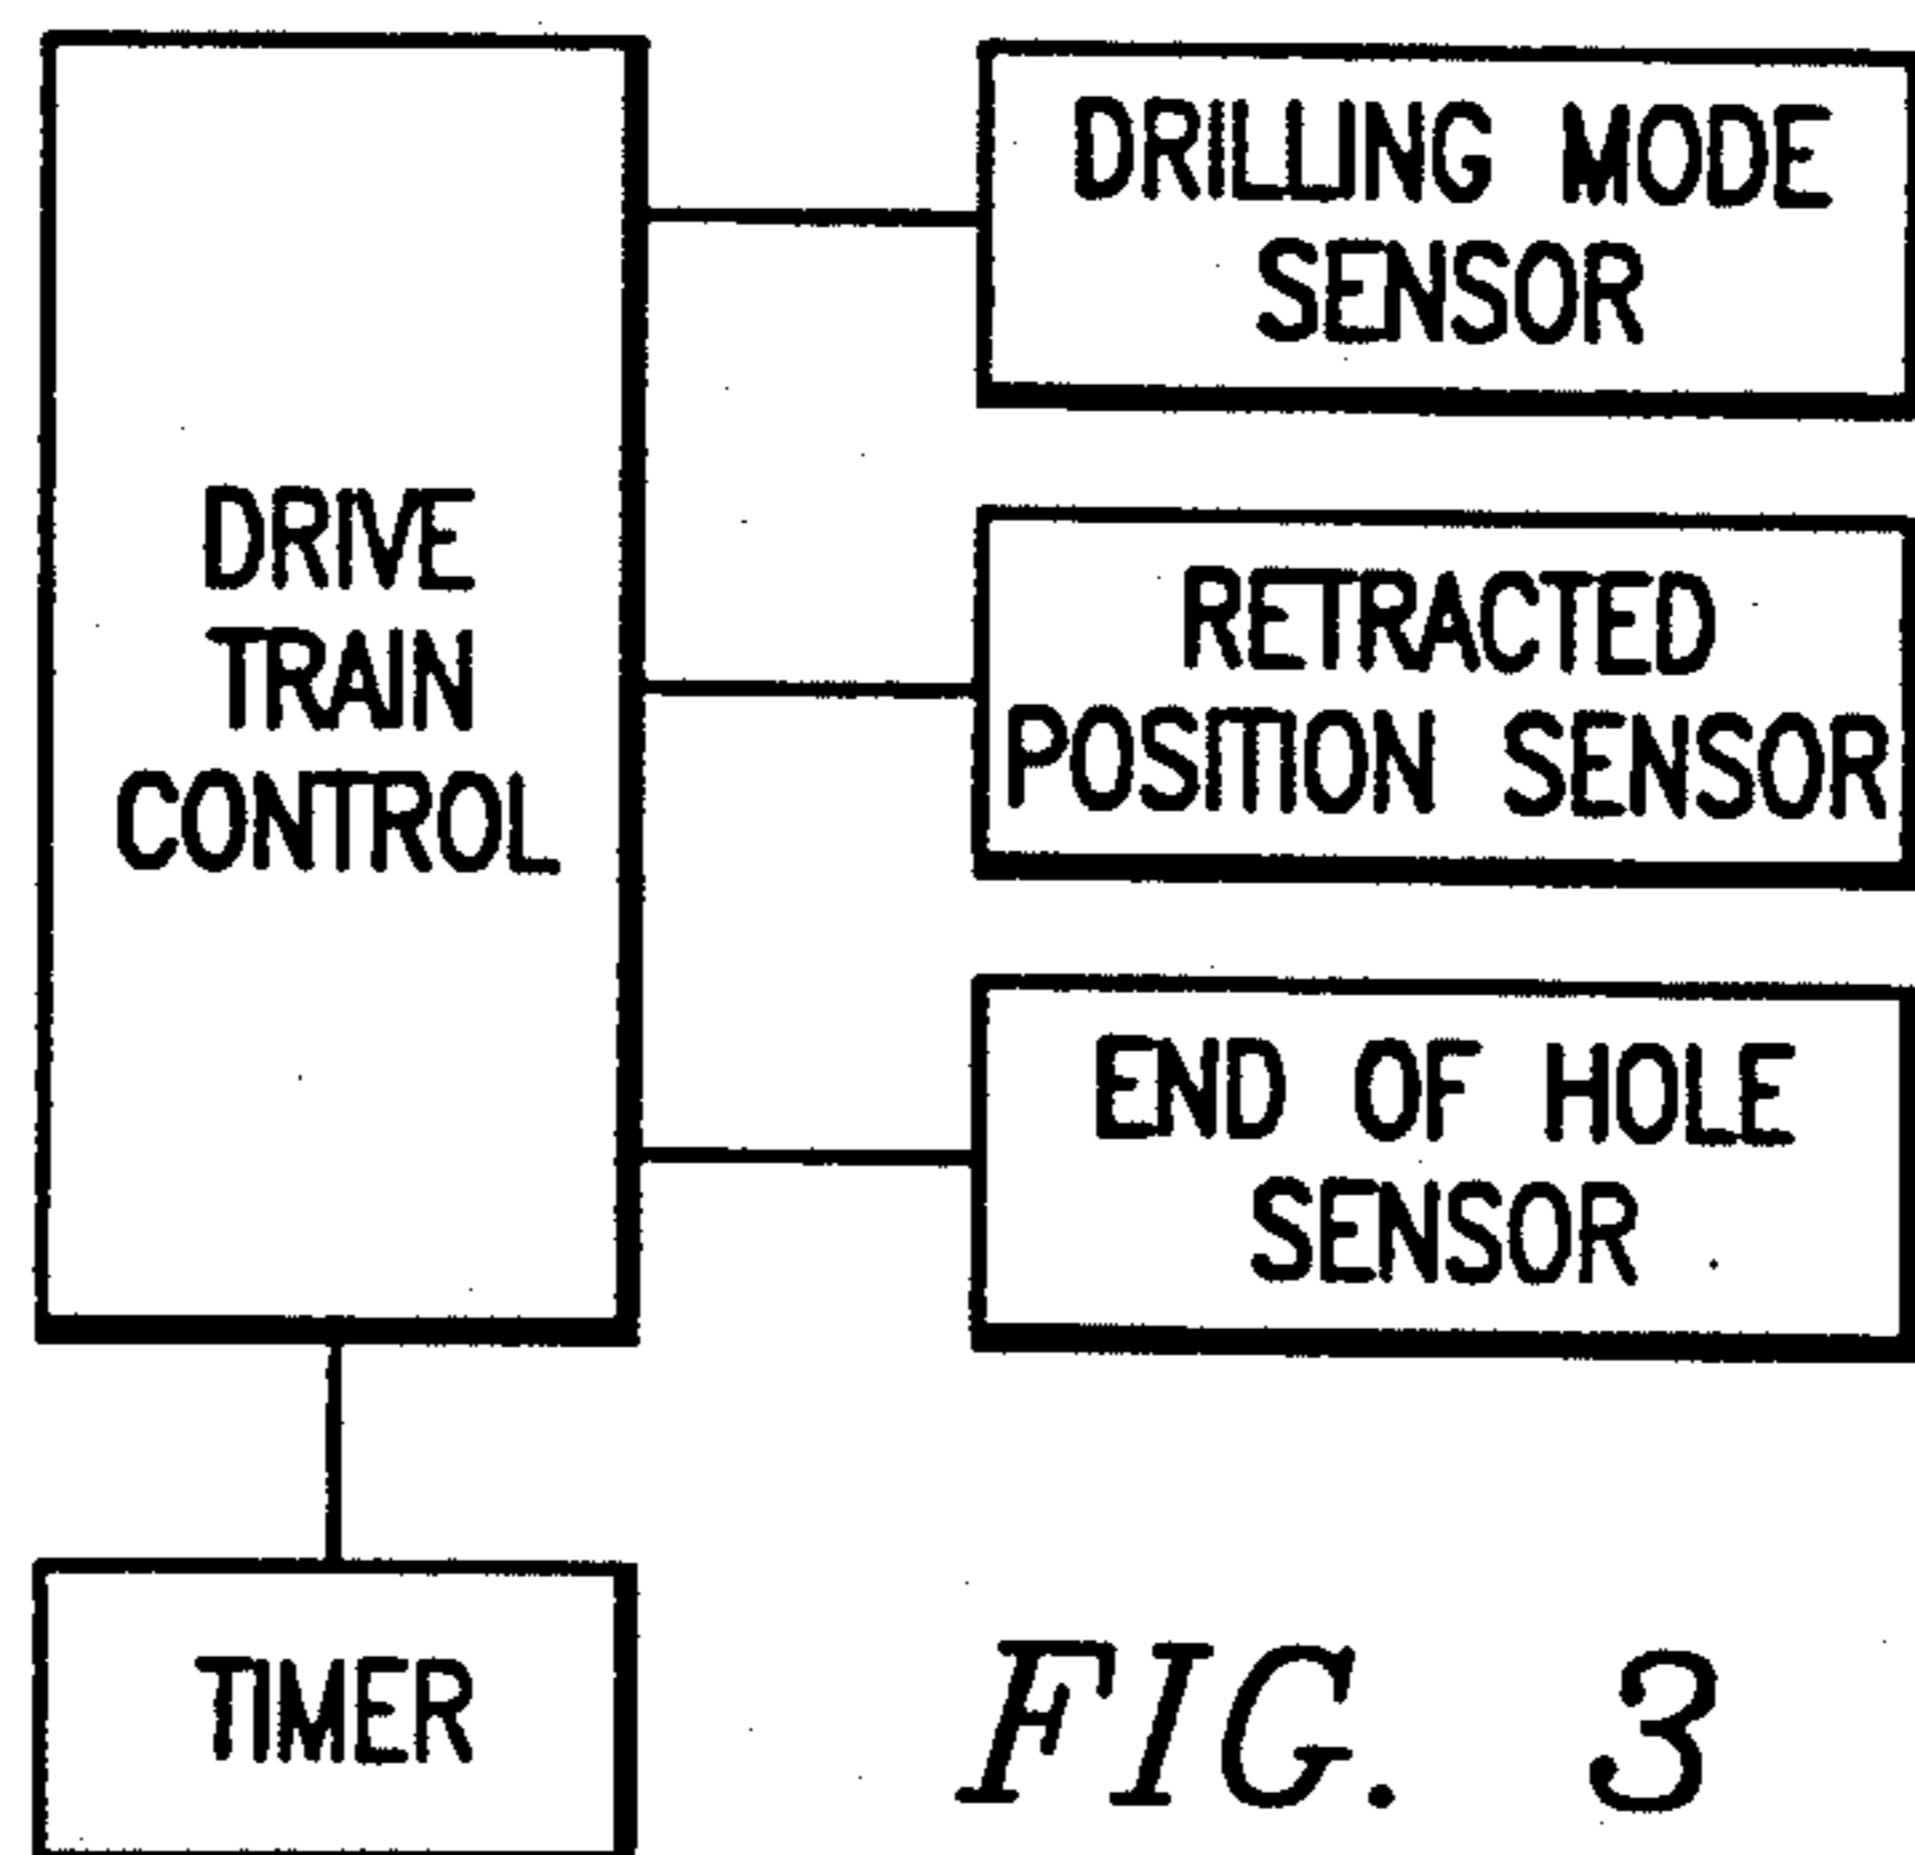 DRIVE
TRAIN
CONTROL
DRILLING MODE
SENSOR
RETRACTED
POSITION SENSOR
END OF HOLE
SENSOR
TIMER
FIG. 3